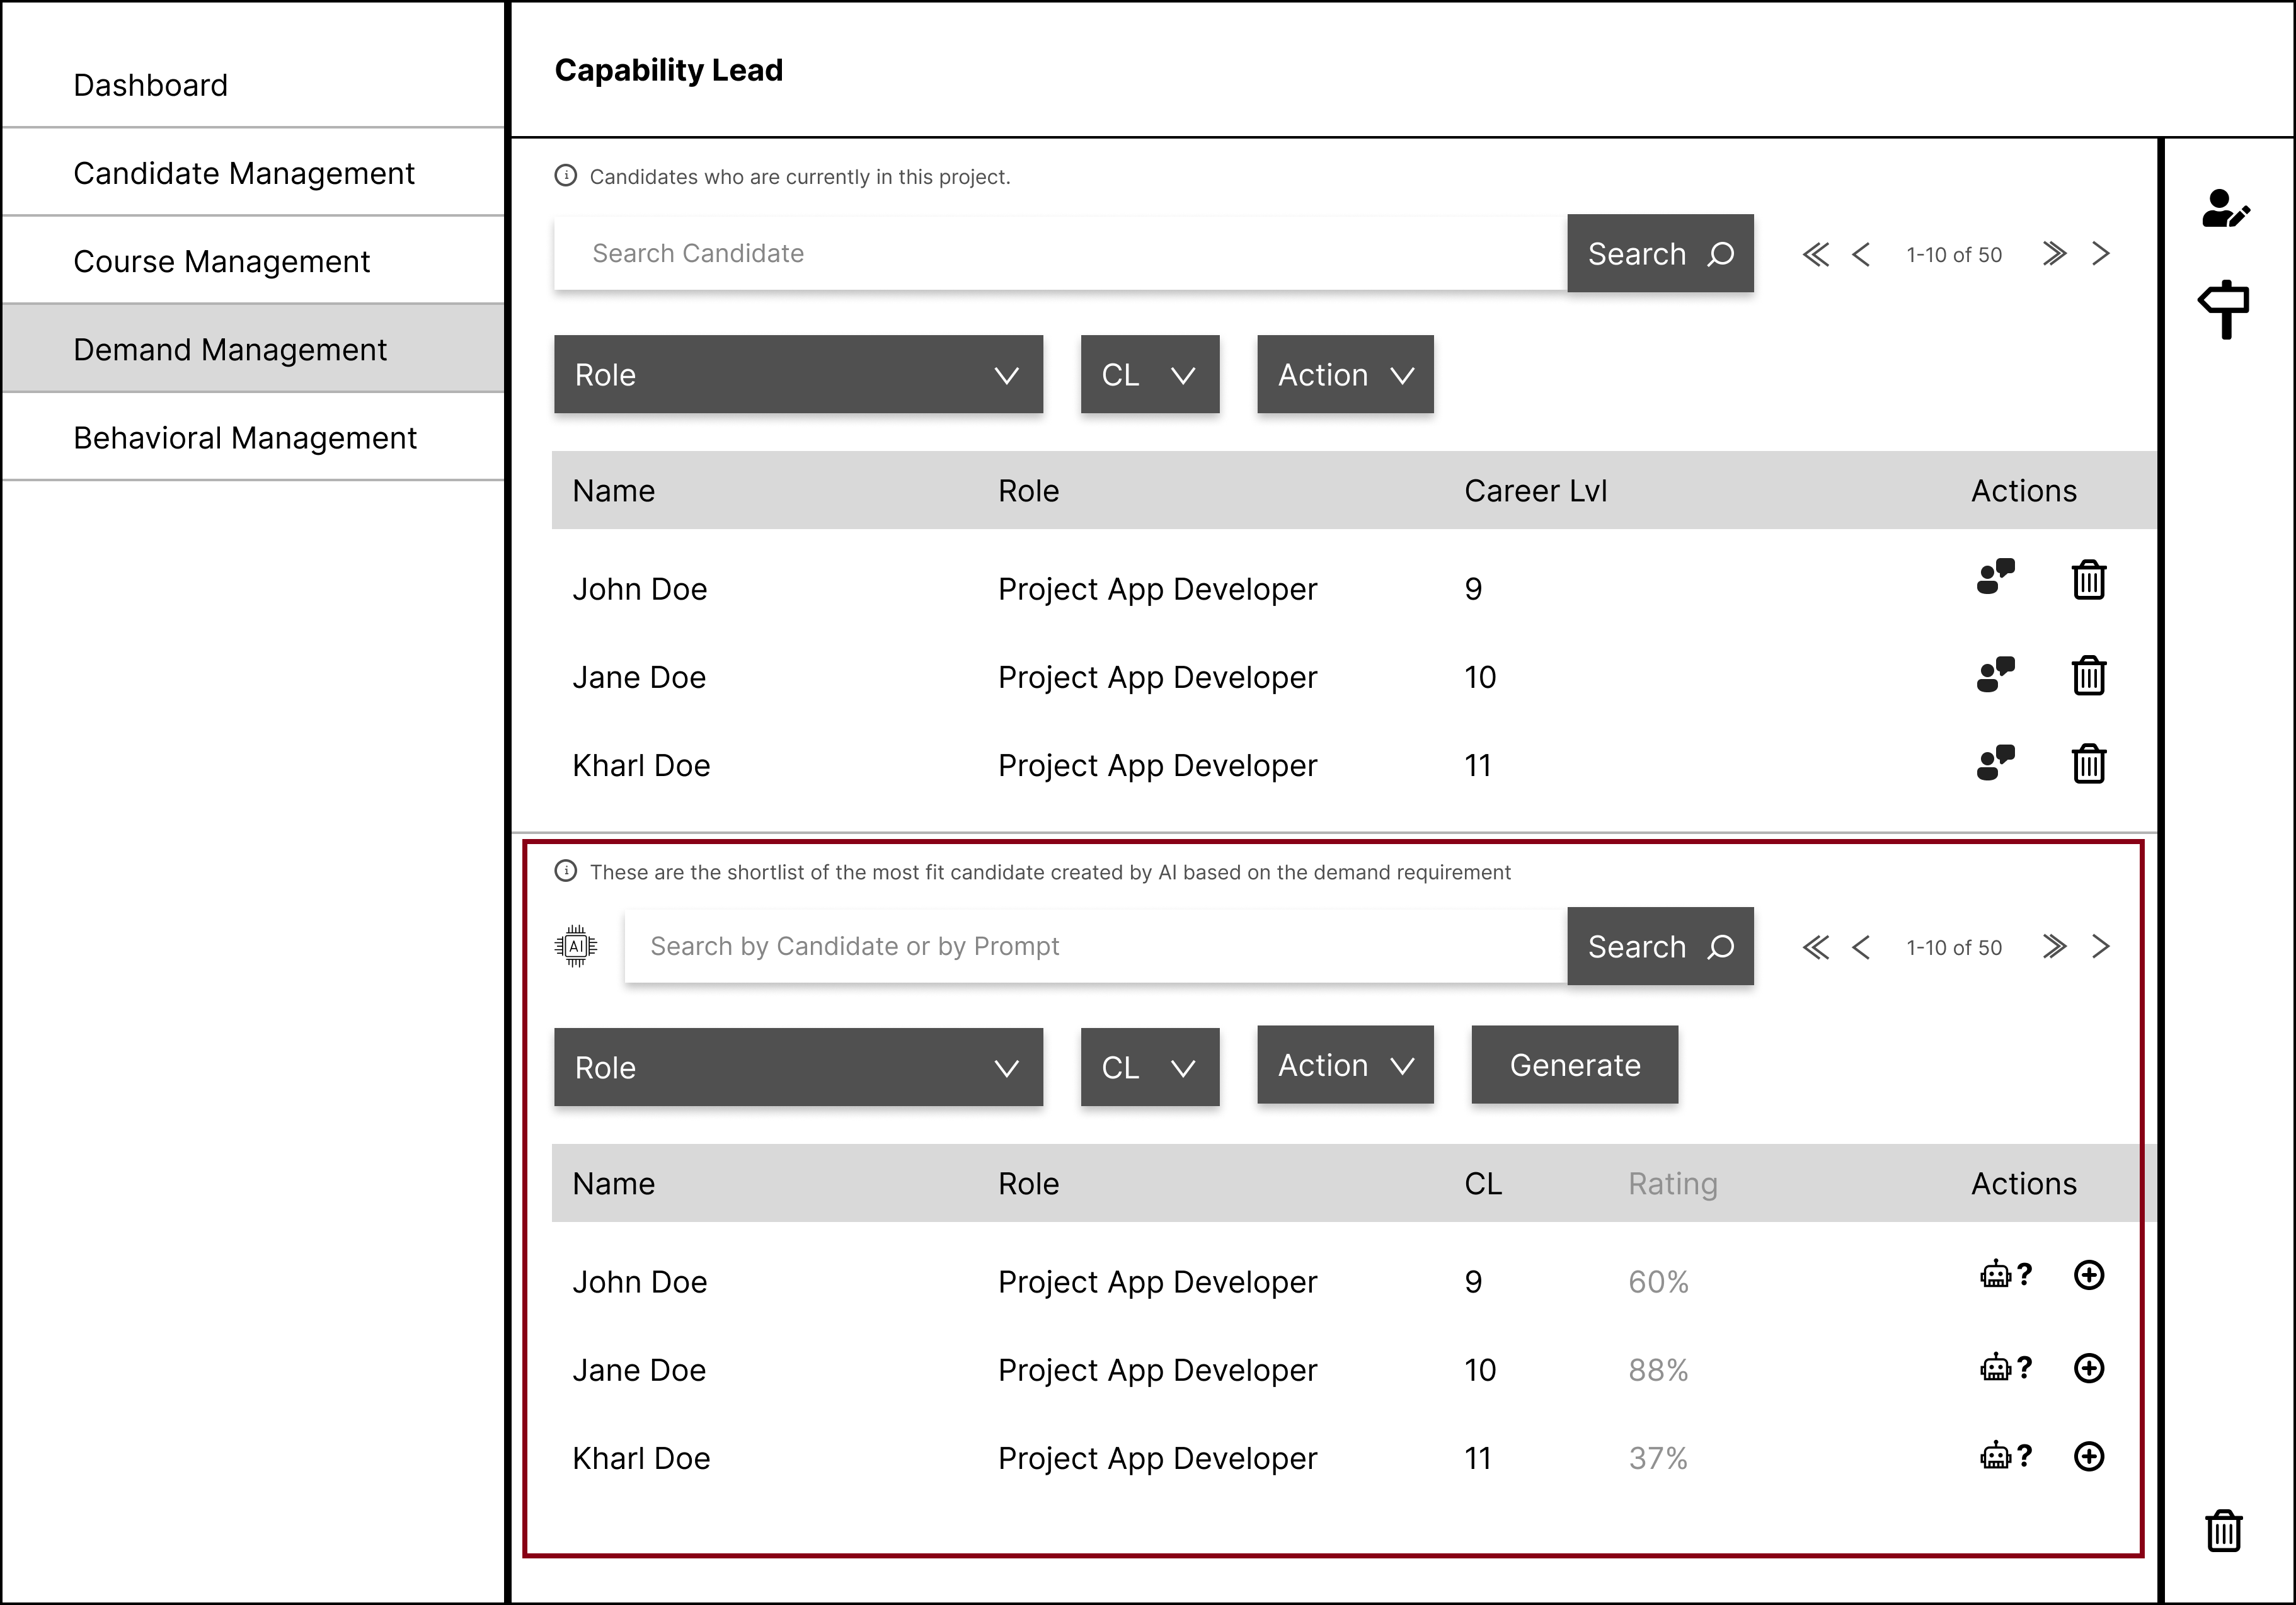 Dashboard
Candidate Management
Course Management
Demand Management
Behavioral Management
Capability Lead
Candidates who are currently in this project.
Search Candidate
Search
1-10 of 50
Role
CL
Action
Name Role Career Lvl Actions
John Doe Project App Developer 9
Jane Doe Project App Developer 10
Kharl Doe Project App Developer 11
These are the shortlist of the most fit candidate created by AI based on the demand requirement
AI
Search by Candidate or by Prompt
Search
1-10 of 50
Role
CL
Action
Generate
Name Role CL Rating Actions
John Doe Project App Developer 9 60% ?
Jane Doe Project App Developer 10 88% ?
Kharl Doe Project App Developer 11 37% ?